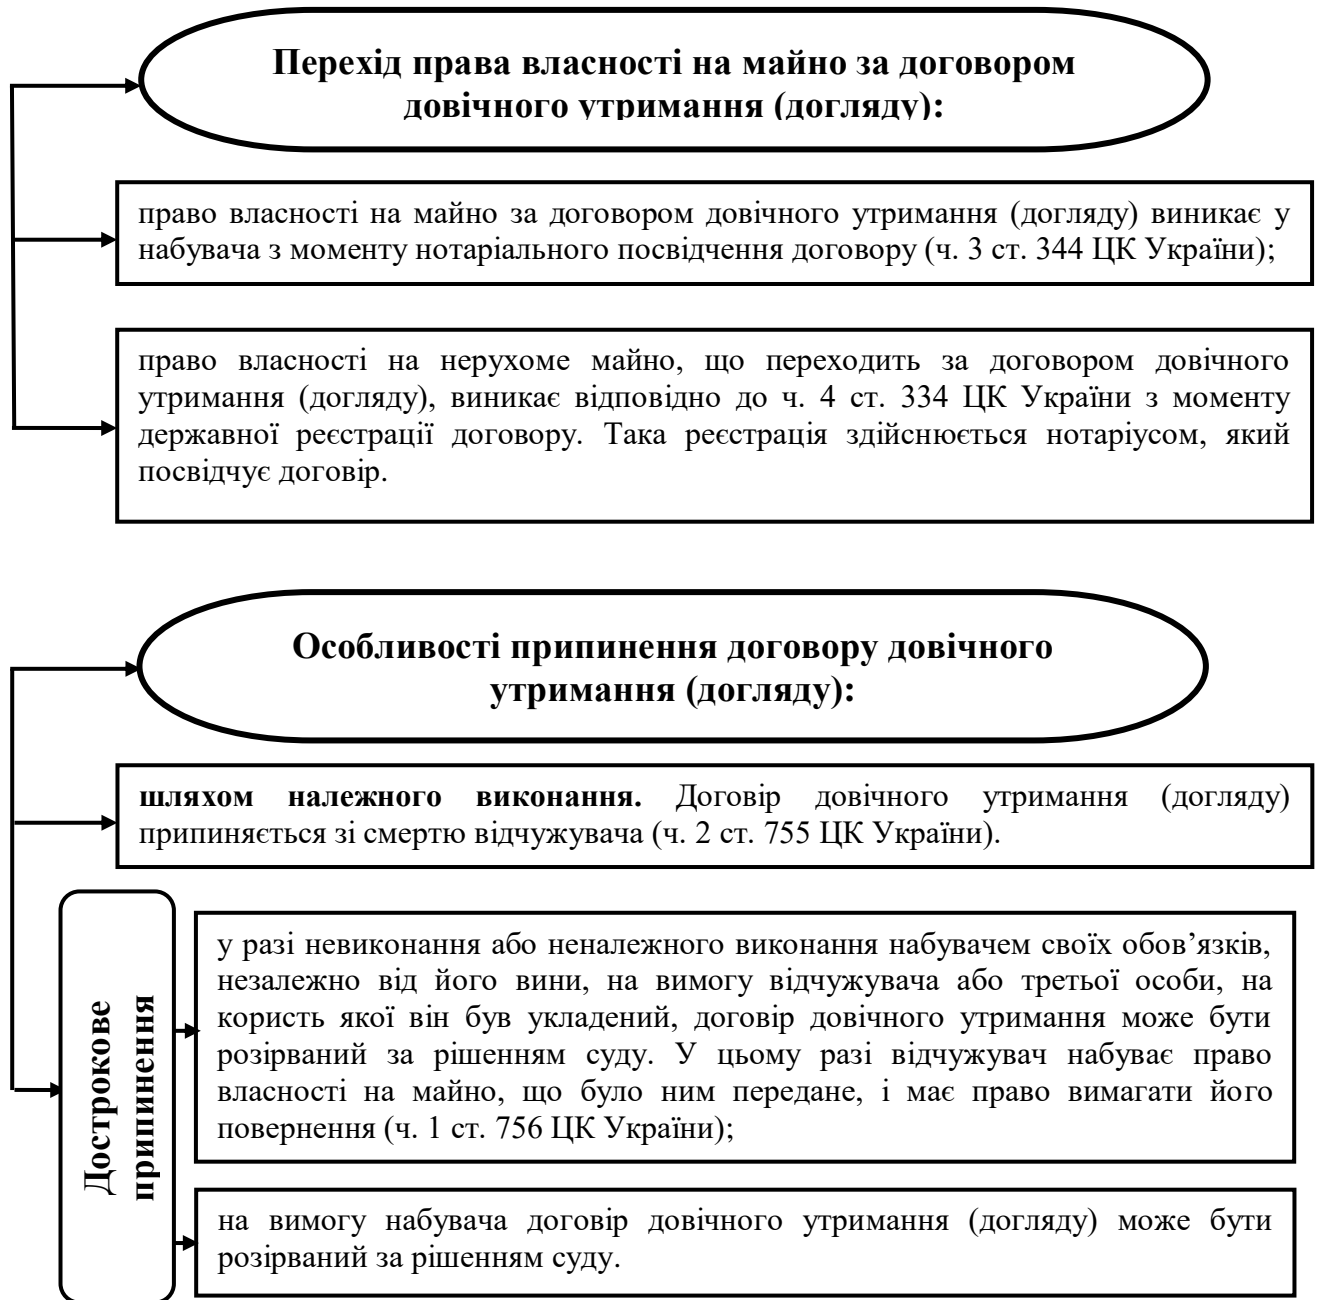 Перехід права власності на майно за договором
довічного утримання (догляду):
право власності на майно за договором довічного утримання (догляду) виникає у
набувача з моменту нотаріального посвідчення договору (ч. 3 ст. 344 ЦК України);
право власності на нерухоме майно, що переходить за договором довічного
утримання (догляду), виникає відповідно до ч. 4 ст. 334 ЦК України з моменту
державної реєстрації договору. Така реєстрація здійснюється нотаріусом, який
посвідчує договір.
Особливості припинення договору довічного
утримання (догляду):
шляхом належного виконання. Договір довічного утримання (догляду)
припиняється зі смертю відчужувача (ч. 2 ст. 755 ЦК України).
Дострокове
припинення
у разі невиконання або неналежного виконання набувачем своїх обов’язків,
незалежно від його вини, на вимогу відчужувача або третьої особи, на
користь якої він був укладений, договір довічного утримання може бути
розірваний за рішенням суду. У цьому разі відчужувач набуває право
власності на майно, що було ним передане, і має право вимагати його
повернення (ч. 1 ст. 756 ЦК України);
на вимогу набувача договір довічного утримання (догляду) може бути
розірваний за рішенням суду.